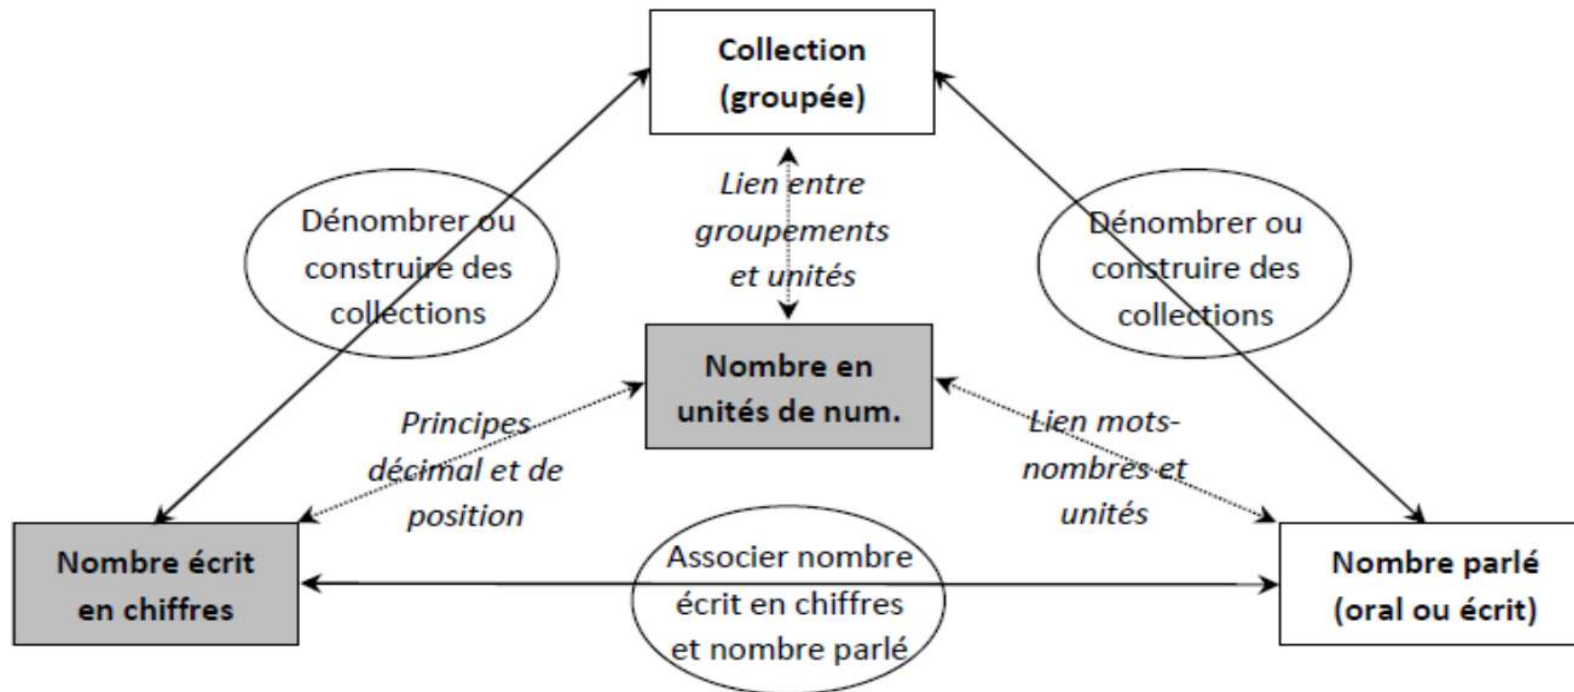 Collection
(groupée)
Dénombrer ou
construire des
collections
Lien entre
groupements
et unités
Dénombrer ou
construire des
collections
Nombre en
unités de num.
Principes
décimal et de
position
Lien mots-
nombres et
unités
Nombre écrit
en chiffres
Associer nombre
écrit en chiffres
et nombre parlé
Nombre parlé
(oral ou écrit)